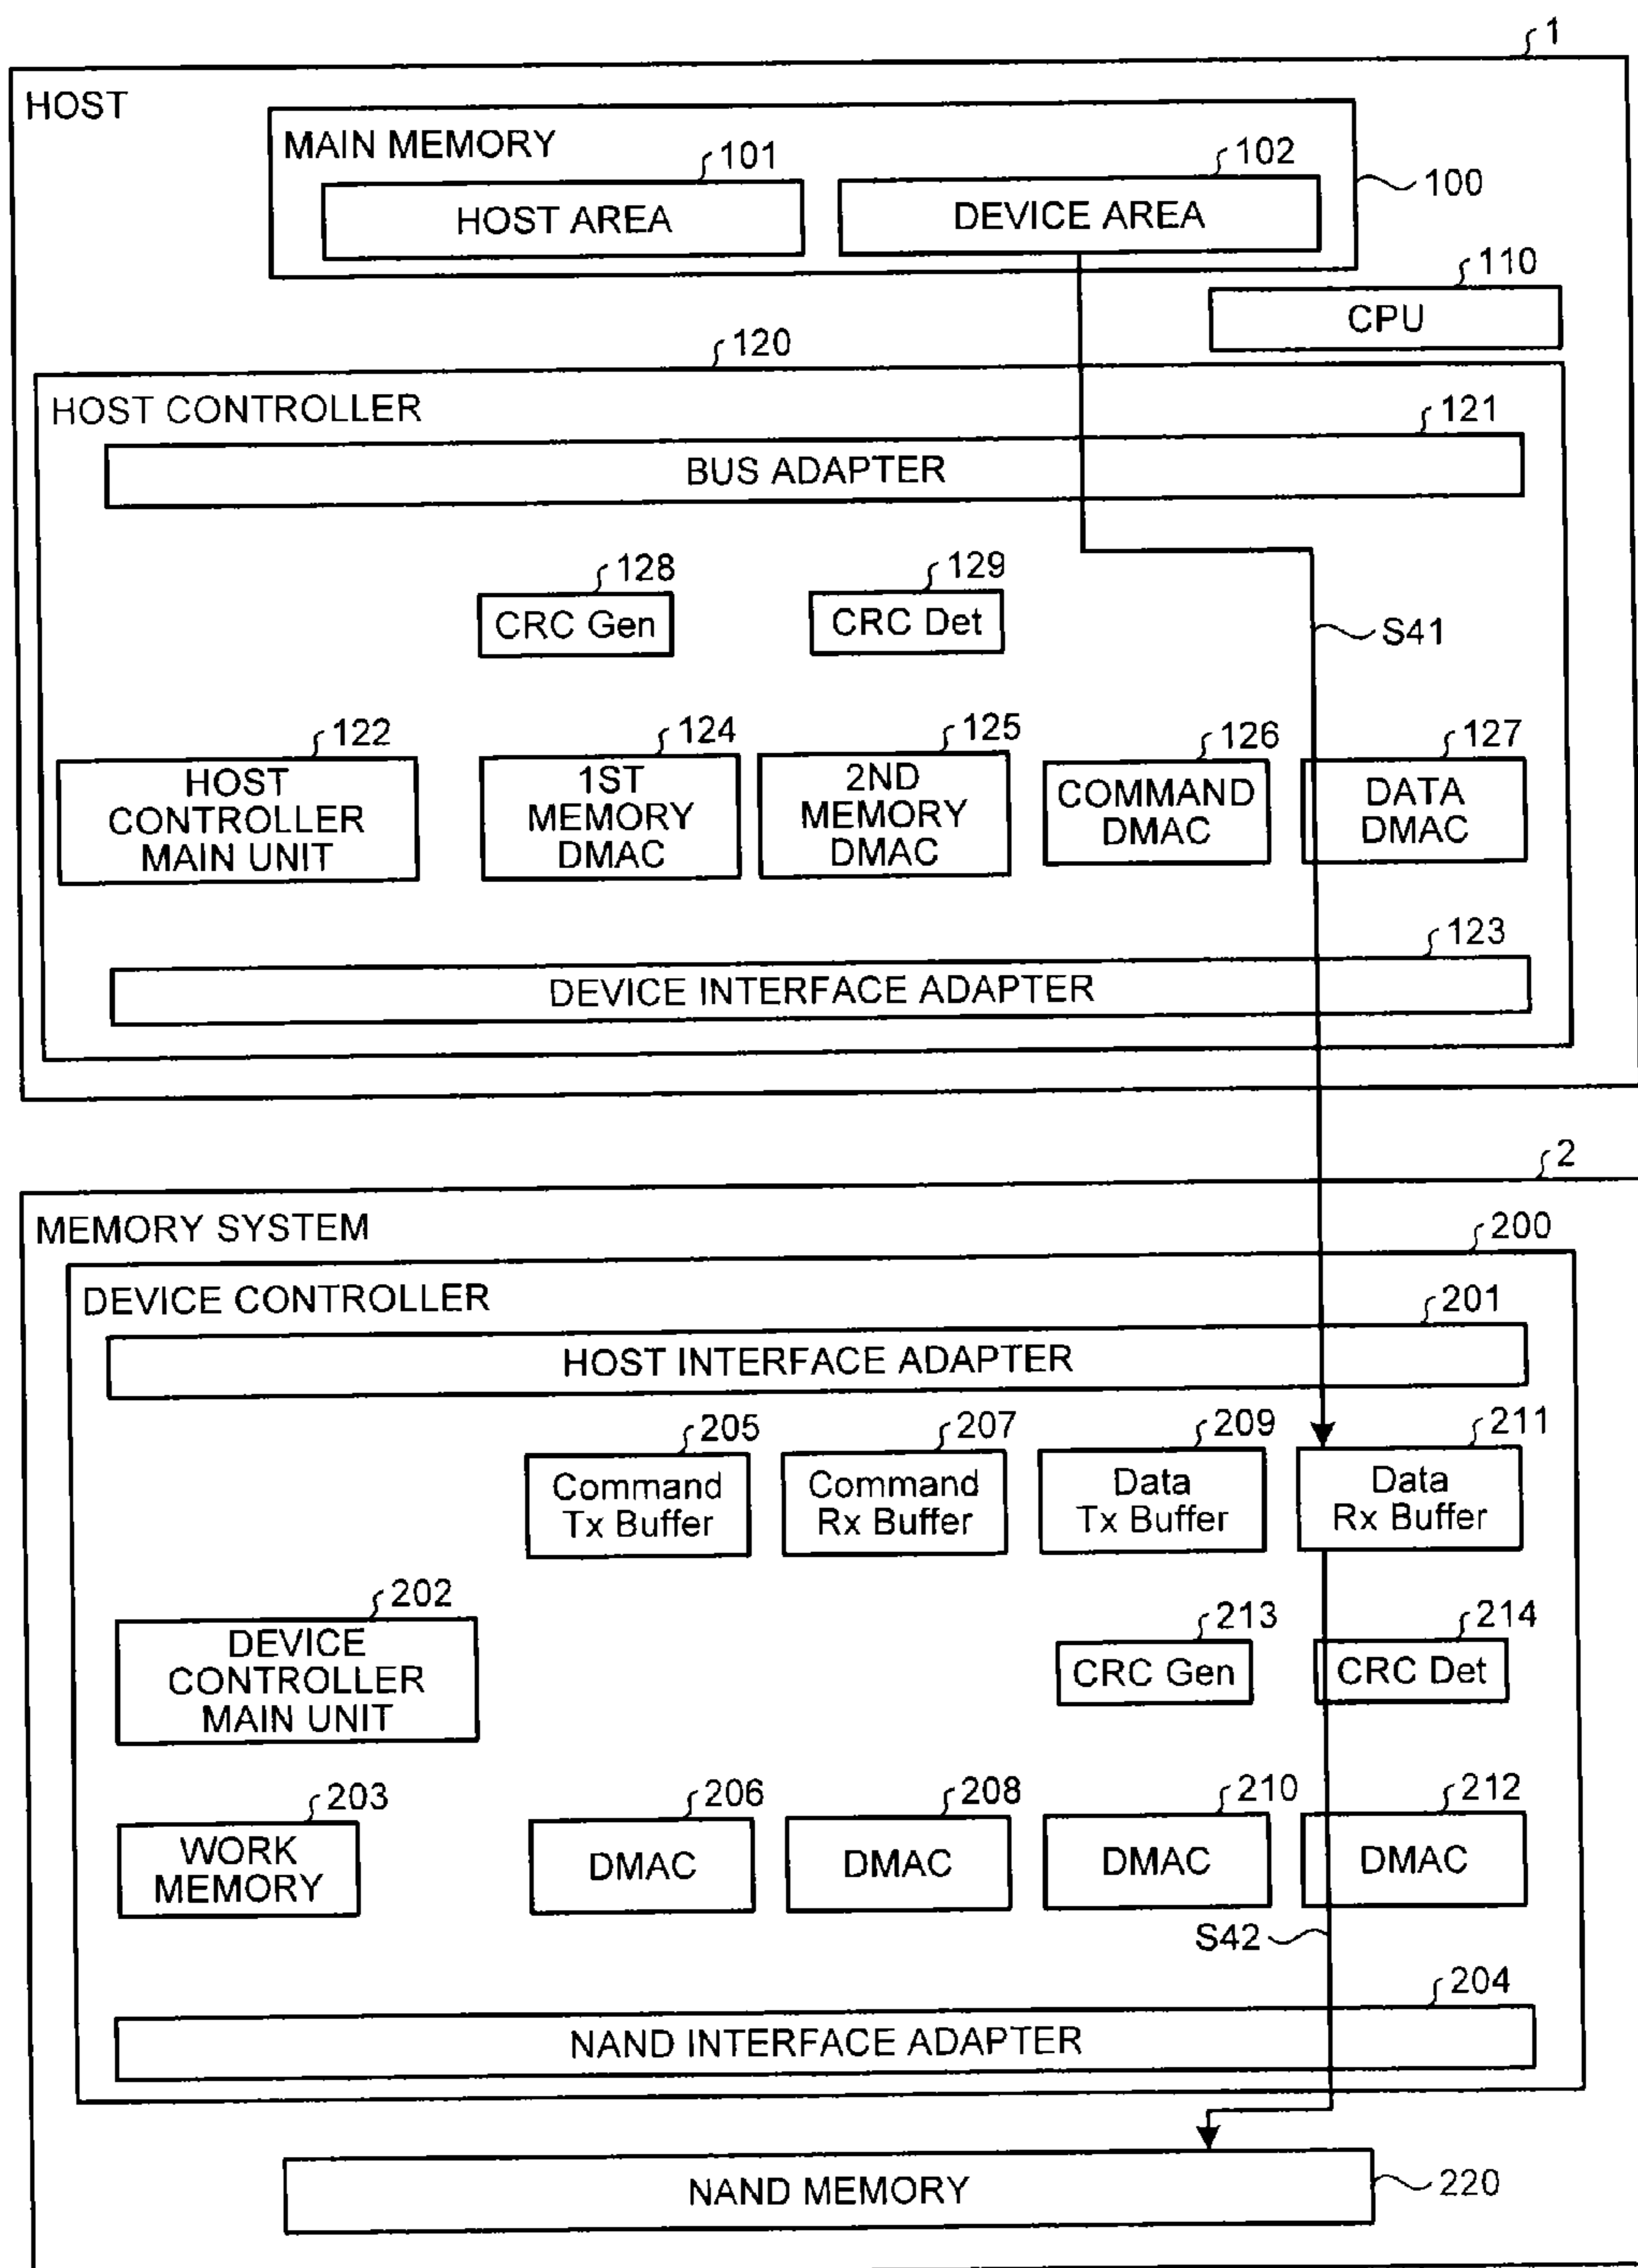 1
HOST
MAIN MEMORY
101
102
100
HOST AREA
DEVICE AREA
110
CPU
120
HOST CONTROLLER
121
BUS ADAPTER
128
129
CRC Gen
CRC Det
S41
122
124
125
126
127
HOST
CONTROLLER
MAIN UNIT
1ST
MEMORY
DMAC
2ND
MEMORY
DMAC
COMMAND
DMAC
DATA
DMAC
123
DEVICE INTERFACE ADAPTER
2
MEMORY SYSTEM
200
DEVICE CONTROLLER
201
HOST INTERFACE ADAPTER
205
207
209
211
Command
Tx Buffer
Command
Rx Buffer
Data
Tx Buffer
Data
Rx Buffer
202
DEVICE
CONTROLLER
MAIN UNIT
213
214
CRC Gen
CRC Det
203
206
208
210
212
WORK
MEMORY
DMAC
DMAC
DMAC
DMAC
S42
204
NAND INTERFACE ADAPTER
NAND MEMORY
220